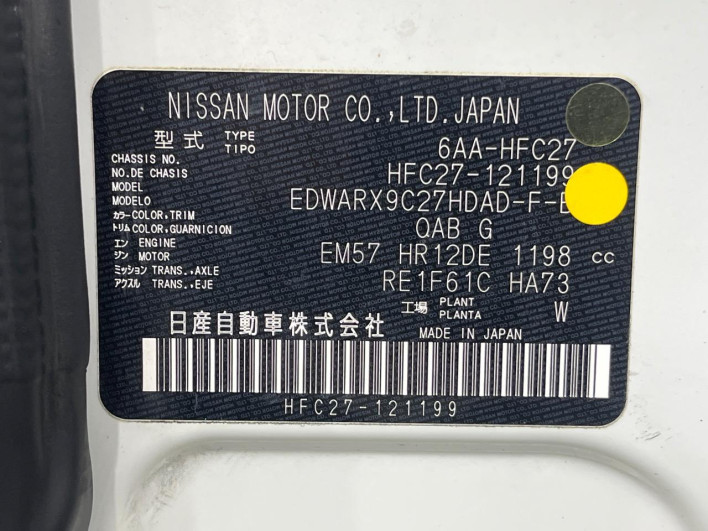 NISSAN MOTOR CO.,LTD.JAPAN
型式 TYPE TIPO 6AA-HFC27
CHASSIS NO.
NO.DE CHASIS HFC27-121199
MODEL
MODELO EDWARX9C27HDAD-F-
カラー COLOR,TRIM
トリム COLOR,GUARNICION QAB G
エン ENGINE
ジン MOTOR EM57 HR12DE 1198 cc
ミッション TRANS.,AXLE
アクスル TRANS.,EJE RE1F61C HA73
工場 PLANT PLANTA W
日産自動車株式会社 MADE IN JAPAN
HFC27-121199